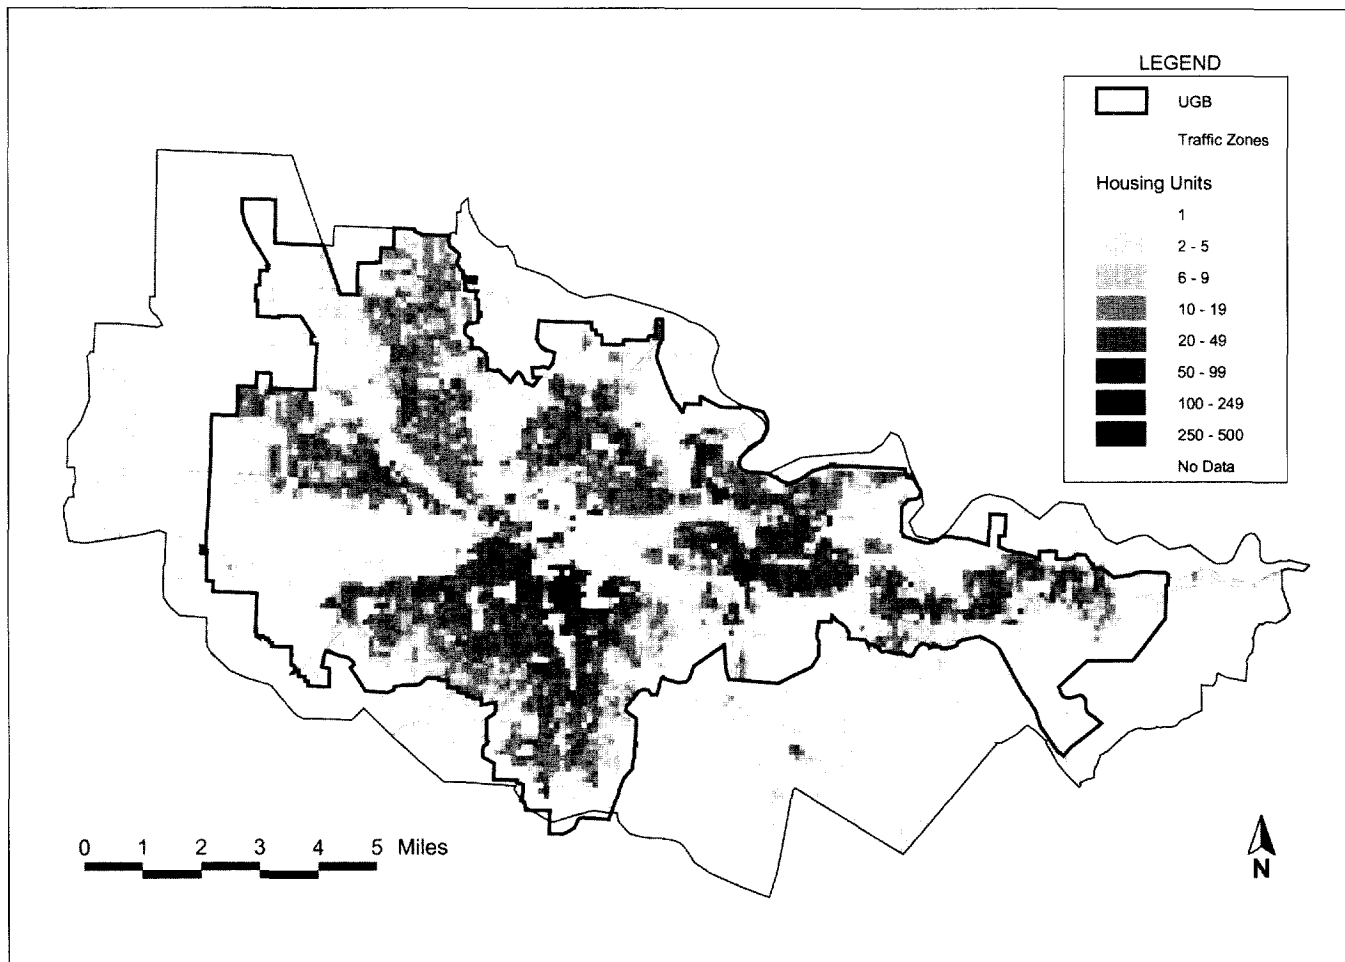 LEGEND
UGB
Traffic Zones
Housing Units
1
2 - 5
6 - 9
10 - 19
20 - 49
50 - 99
100 - 249
250 - 500
No Data
0 1 2 3 4 5 Miles
N